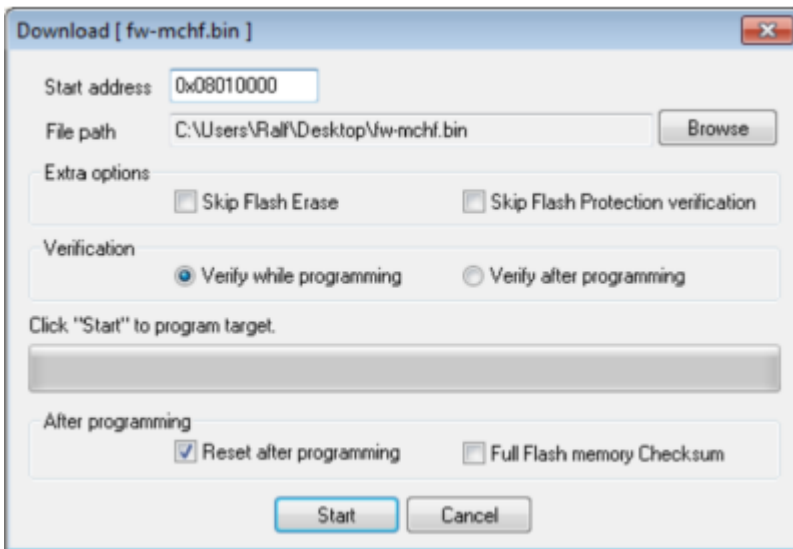 Download [ fw-mchf.bin ]
Start address 0x08010000
File path C:\Users\Ralf\Desktop\fw-mchf.bin Browse
Extra options
Skip Flash Erase Skip Flash Protection verification
Verification
Verify while programming Verify after programming
Click "Start" to program target.
After programming
Reset after programming Full Flash memory Checksum
Start Cancel